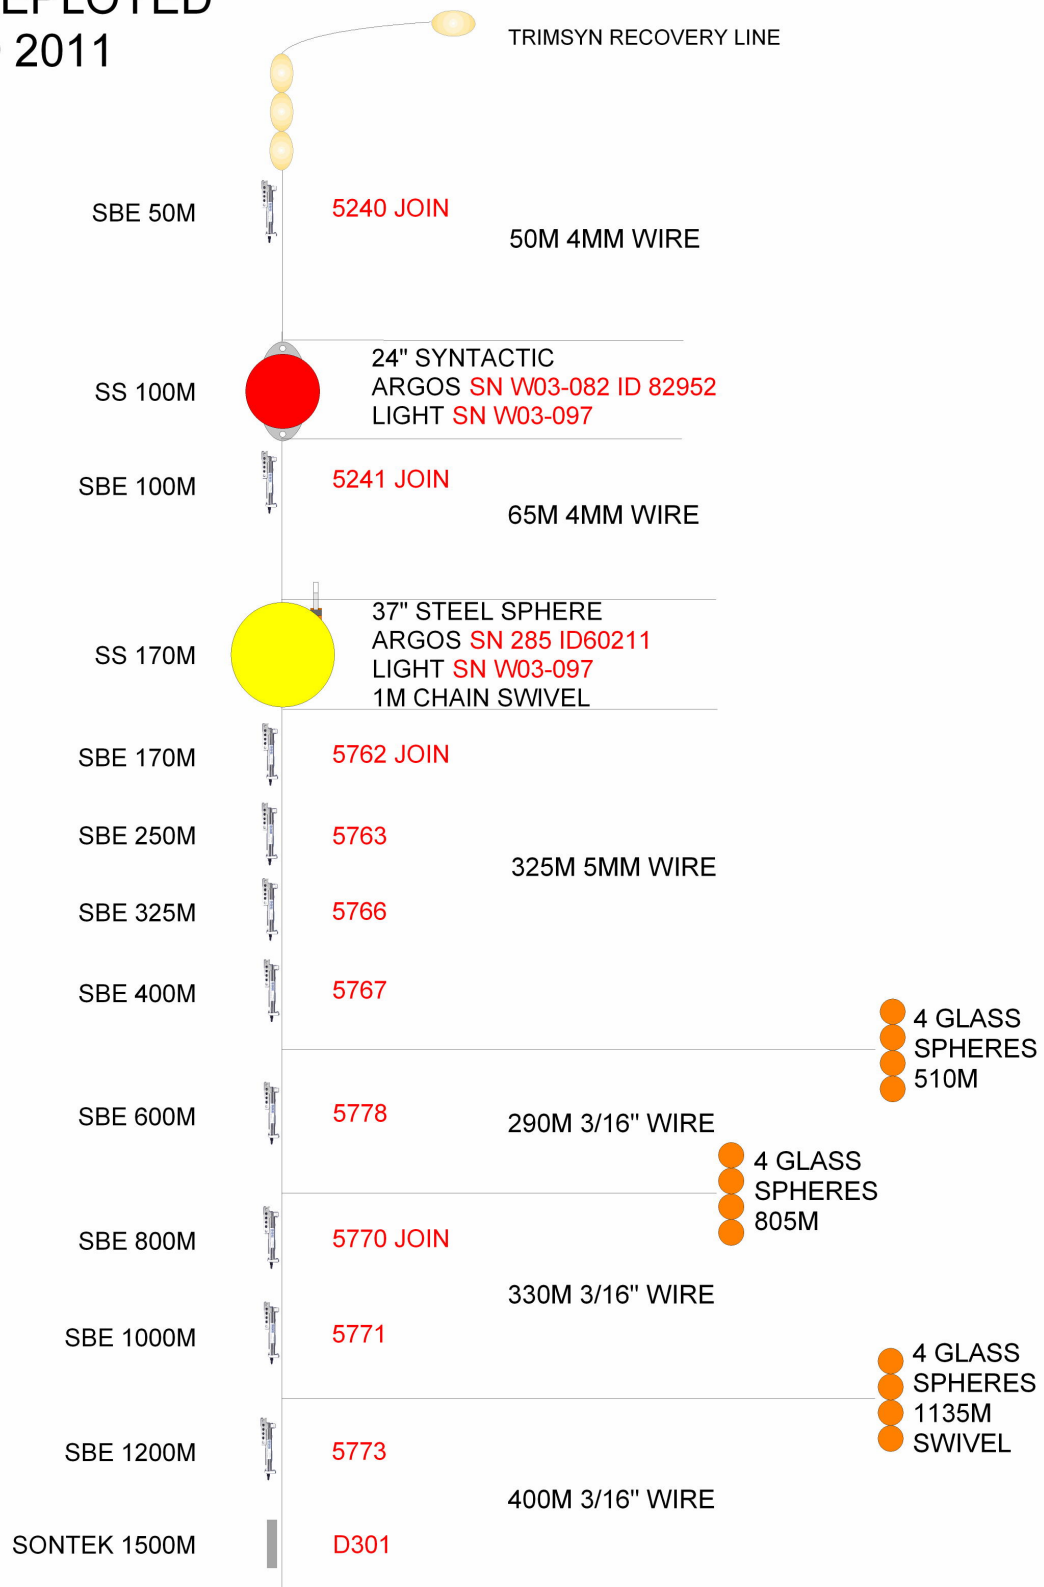 2011
TRIMSYN RECOVERY LINE
SBE 50M
5240 JOIN
50M 4MM WIRE
SS 100M
24" SYNTACTIC
ARGOS SN W03-082 ID 82952
LIGHT SN W03-097
SBE 100M
5241 JOIN
65M 4MM WIRE
SS 170M
37" STEEL SPHERE
ARGOS SN 285 ID60211
LIGHT SN W03-097
1M CHAIN SWIVEL
SBE 170M
5762 JOIN
SBE 250M
5763
325M 5MM WIRE
SBE 325M
5766
SBE 400M
5767
4 GLASS
SPHERES
510M
SBE 600M
5778
290M 3/16" WIRE
4 GLASS
SPHERES
805M
SBE 800M
5770 JOIN
330M 3/16" WIRE
SBE 1000M
5771
4 GLASS
SPHERES
1135M
SWIVEL
SBE 1200M
5773
400M 3/16" WIRE
SONTEK 1500M
D301